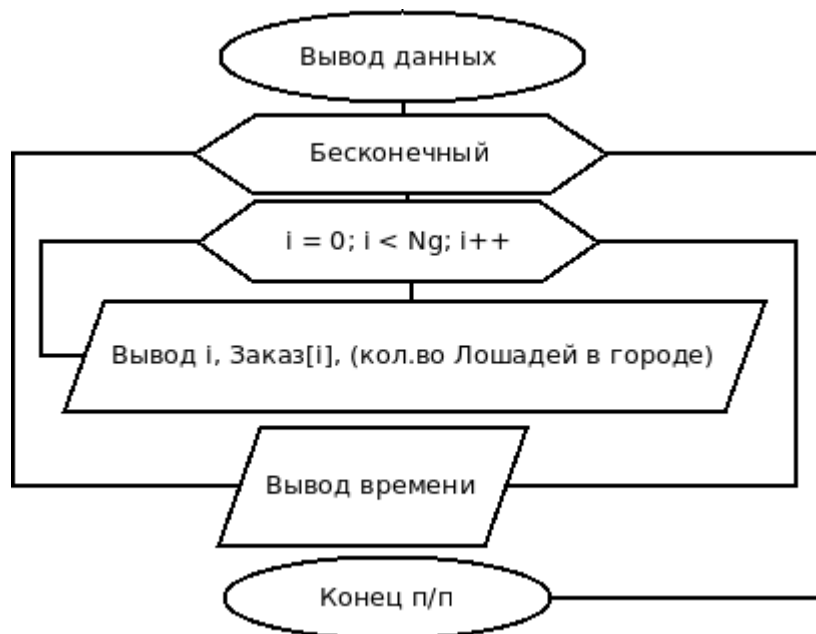 Вывод данных
Бесконечный
i = 0; i < Ng; i++
Вывод i, Заказ[i], (кол.во Лошадей в городе)
Вывод времени
Конец п/п